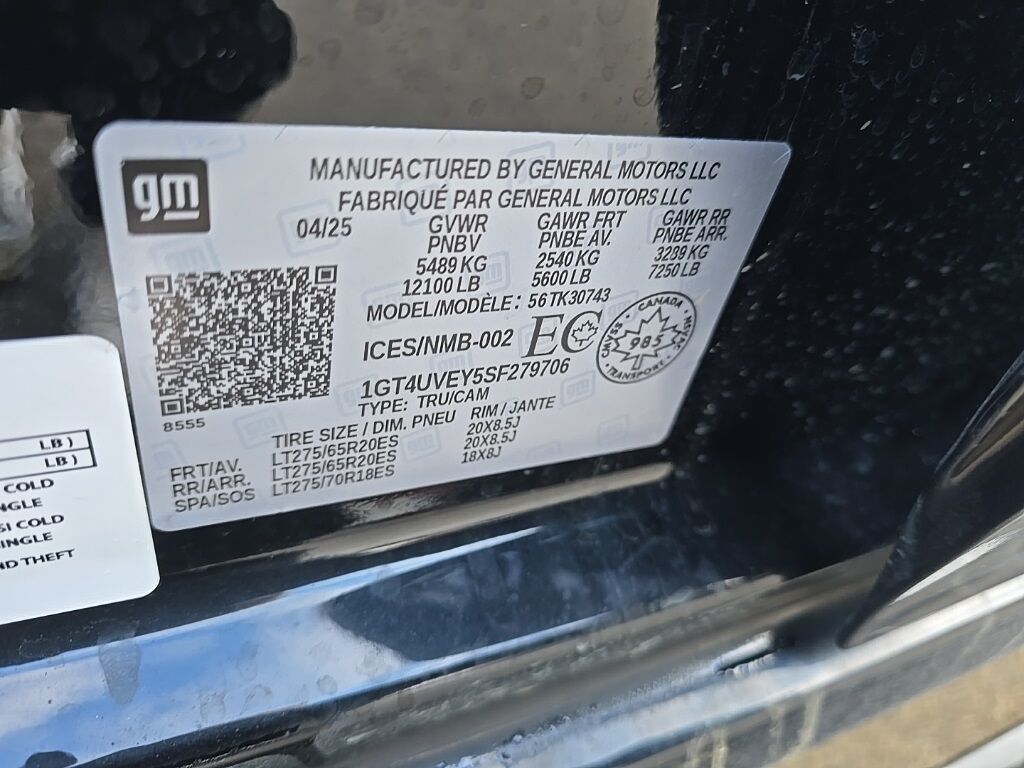 gm
MANUFACTURED BY GENERAL MOTORS LLC
FABRIQUÉ PAR GENERAL MOTORS LLC
04/25 GVWR GAWR FRT GAWR RR
PNBV PNBE AV. PNBE ARR.
5489 KG 2540 KG 3289 KG
12100 LB 5600 LB 7250 LB
MODEL/MODÈLE: 56TK30743
ICES/NMB-002 EC
CANADA
985
TRANSPORT
1GT4UVEY5SF279706
TYPE: TRU/CAM
8555
TIRE SIZE / DIM. PNEU RIM / JANTE
FRT/AV. LT275/65R20ES 20X8.5J
RR/ARR. LT275/65R20ES 20X8.5J
SPA/SOS LT275/70R18ES 18X8J
LB )
LB )
COLD
NGLE
SI COLD
INGLE
ND THEFT